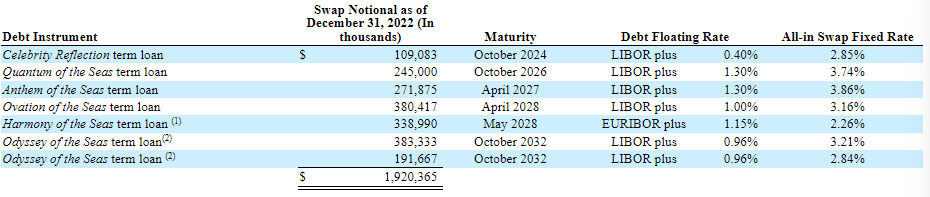 Swap Notional as of
December 31, 2022 (In
Debt Instrument thousands) Maturity Debt Floating Rate All-in Swap Fixed Rate
Celebrity Reflection term loan $ 109,083 October 2024 LIBOR plus 0.40% 2.85%
Quantum of the Seas term loan 245,000 October 2026 LIBOR plus 1.30% 3.74%
Anthem of the Seas term loan 271,875 April 2027 LIBOR plus 1.30% 3.86%
Ovation of the Seas term loan 380,417 April 2028 LIBOR plus 1.00% 3.16%
Harmony of the Seas term loan (1) 338,990 May 2028 EURIBOR plus 1.15% 2.26%
Odyssey of the Seas term loan(2) 383,333 October 2032 LIBOR plus 0.96% 3.21%
Odyssey of the Seas term loan (2) 191,667 October 2032 LIBOR plus 0.96% 2.84%
$ 1,920,365